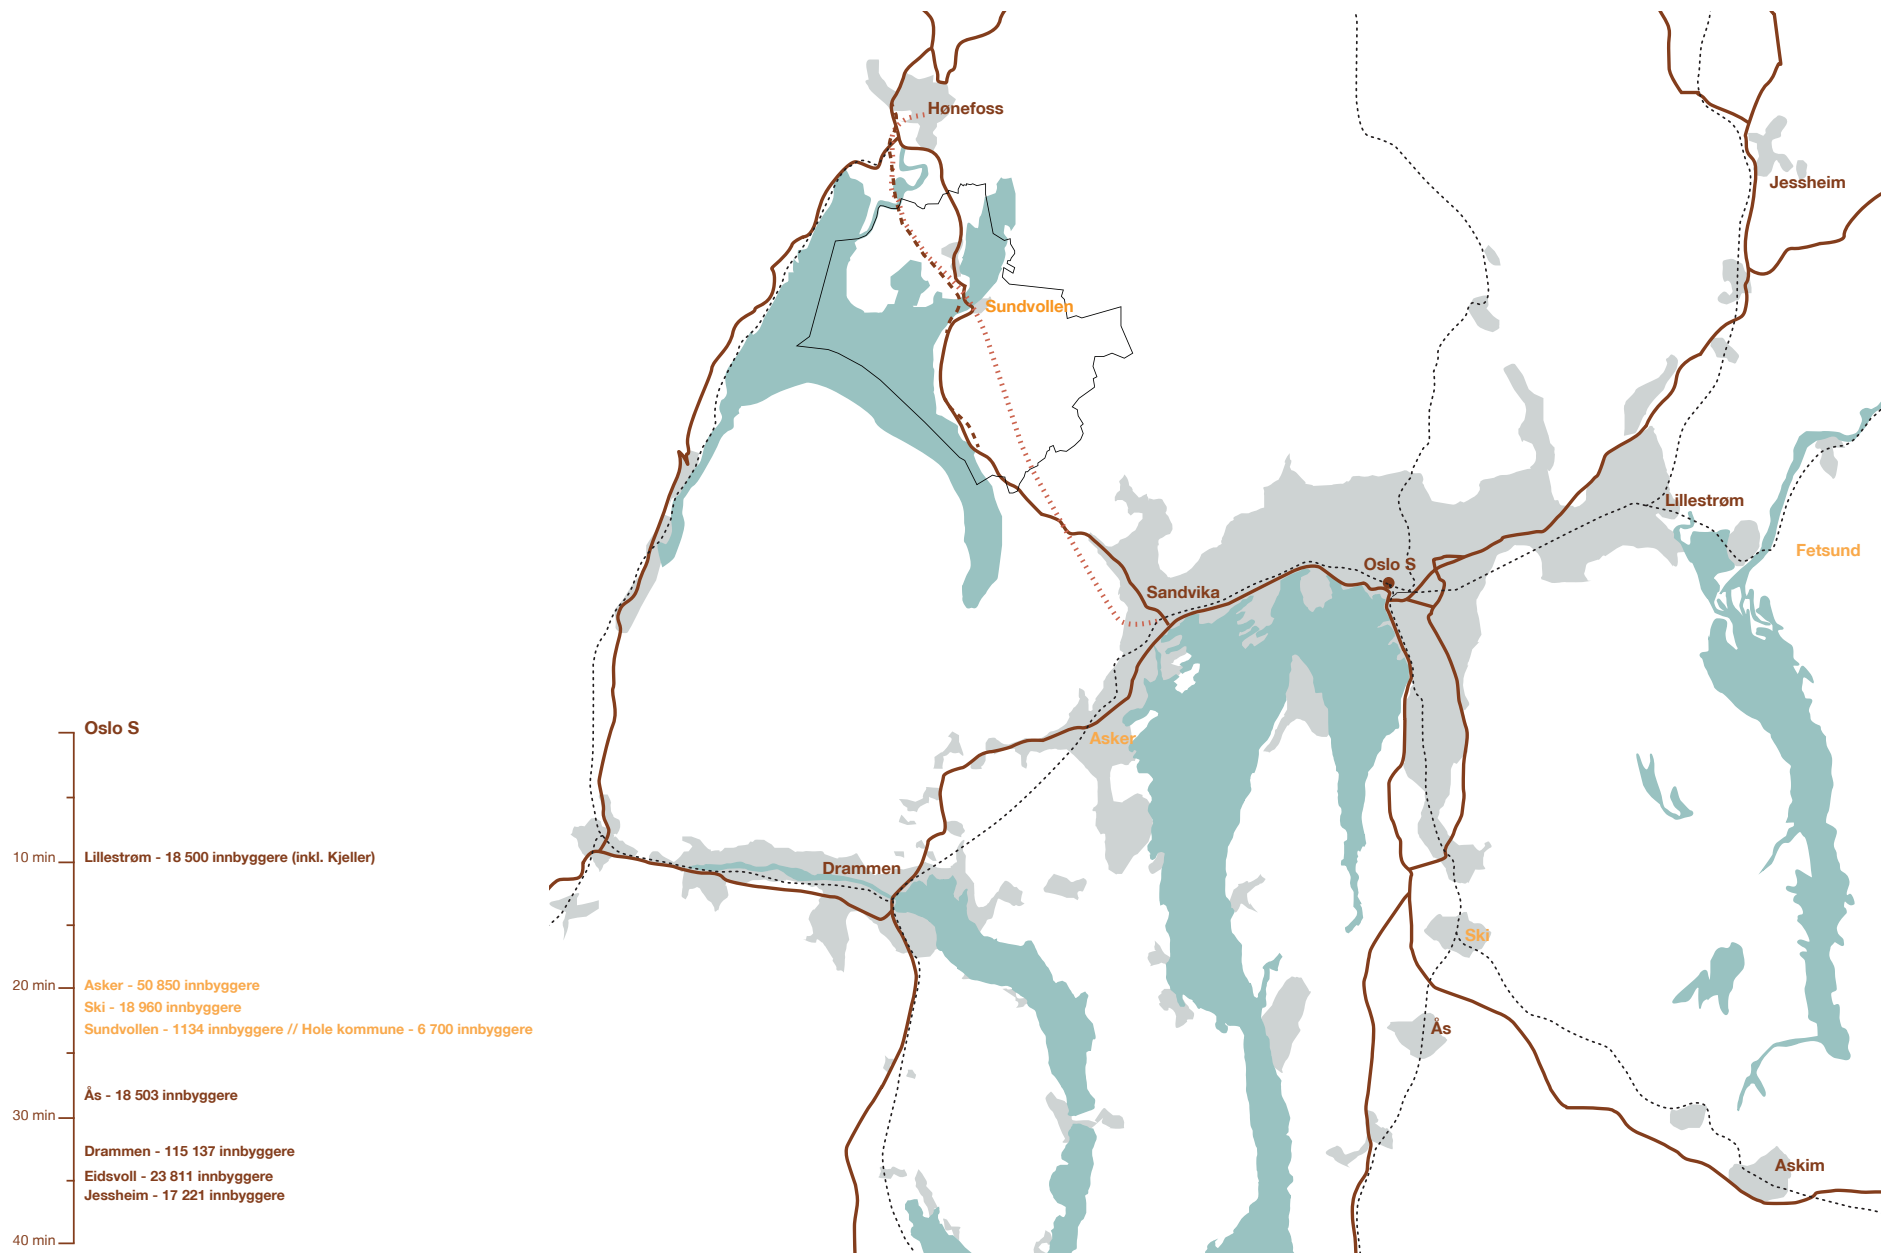 Hønefoss
Jessheim
Sundvollen
Lillestrøm
Fetsund
Oslo S
Sandvika
Asker
Drammen
Ski
Ås
Askim
Oslo S
10 min
Lillestrøm - 18 500 innbyggere (inkl. Kjeller)
20 min
Asker - 50 850 innbyggere
Ski - 18 960 innbyggere
Sundvollen - 1134 innbyggere // Hole kommune - 6 700 innbyggere
Ås - 18 503 innbyggere
30 min
Drammen - 115 137 innbyggere
Eidsvoll - 23 811 innbyggere
Jessheim - 17 221 innbyggere
40 min